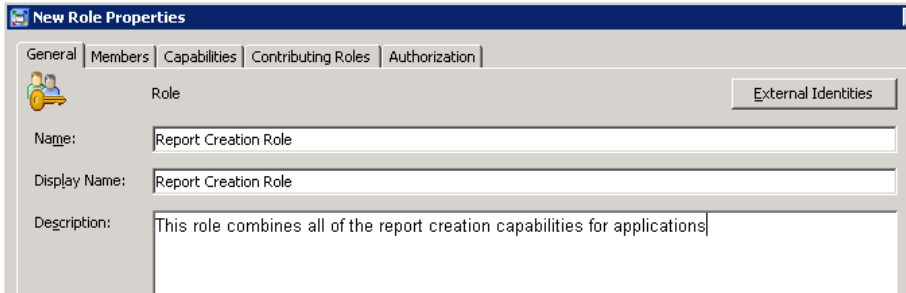 New Role Properties
General Members Capabilities Contributing Roles Authorization
Role External Identities
Name: Report Creation Role
Display Name: Report Creation Role
Description: This role combines all of the report creation capabilities for applications